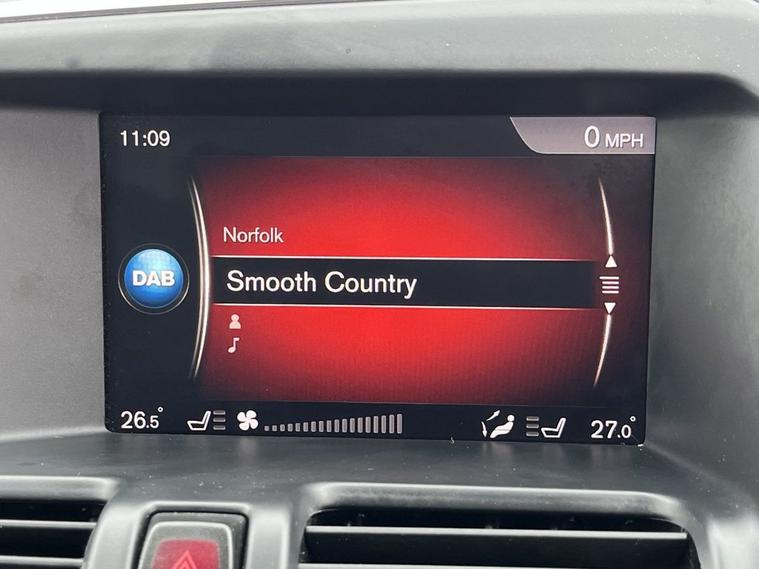 11:09
0 MPH
Norfolk
DAB
Smooth Country
26.5°
27.0°